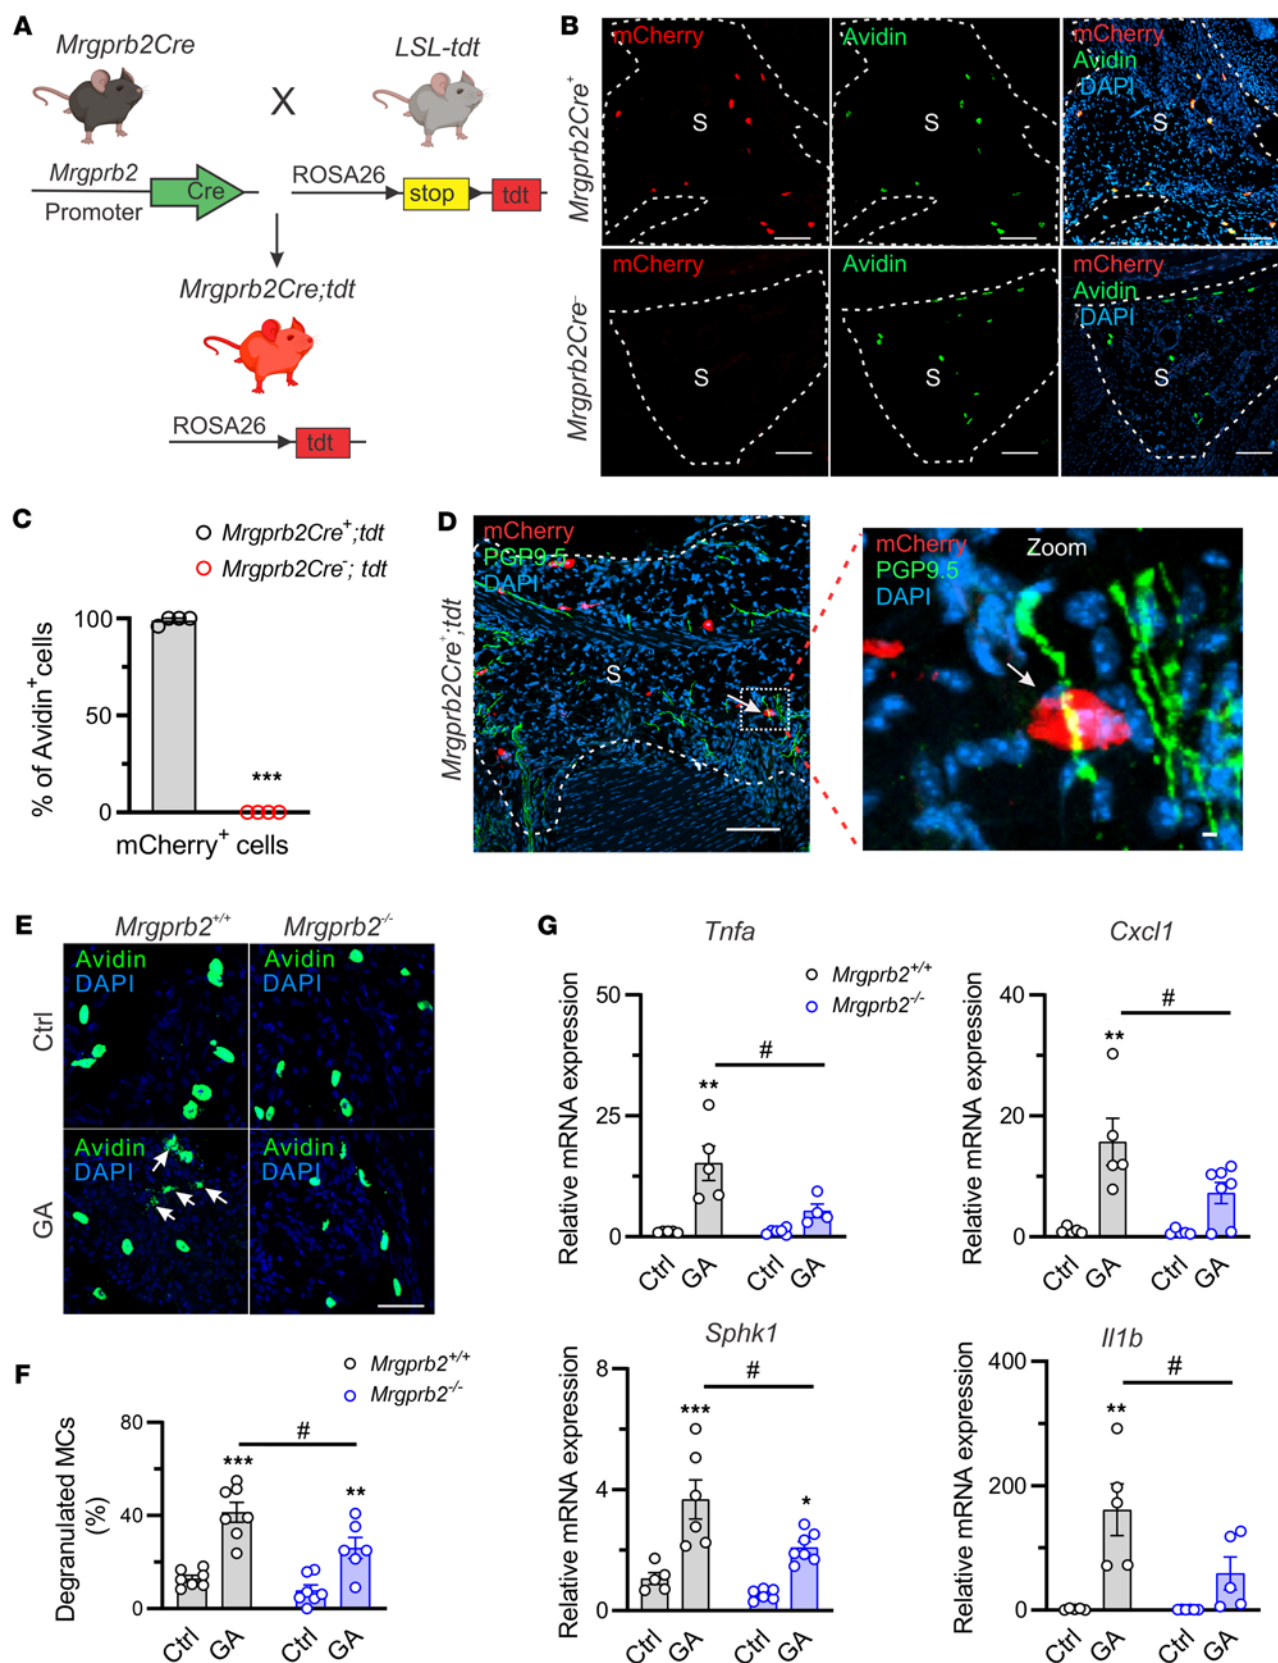 A
Mrgprb2Cre
X
LSL-tdt
Mrgprb2
Promoter
Cre
ROSA26
stop
tdt
Mrgprb2Cre;tdt
ROSA26
tdt
B
Mrgprb2Cre⁺
mCherry
S
Avidin
S
mCherry
Avidin
DAPI
S
Mrgprb2Cre⁻
mCherry
S
Avidin
S
mCherry
Avidin
DAPI
S
C
Mrgprb2Cre⁺;tdt
Mrgprb2Cre⁻; tdt
% of Avidin⁺ cells
100
50
0
***
mCherry⁺ cells
D
Mrgprb2Cre⁺;tdt
mCherry
PGP9.5
DAPI
S
mCherry
PGP9.5
DAPI
Zoom
E
Mrgprb2⁺/⁺
Mrgprb2⁻/⁻
Ctrl
Avidin
DAPI
Avidin
DAPI
GA
Avidin
DAPI
Avidin
DAPI
F
Mrgprb2⁺/⁺
Mrgprb2⁻/⁻
Degranulated MCs
(%)
80
40
0
***
#
**
Ctrl
GA
Ctrl
GA
G
Tnfa
Mrgprb2⁺/⁺
Mrgprb2⁻/⁻
Relative mRNA expression
50
25
0
**
#
Ctrl
GA
Ctrl
GA
Cxcl1
Relative mRNA expression
40
20
0
**
#
Ctrl
GA
Ctrl
GA
Sphk1
Relative mRNA expression
8
4
0
***
#
*
Ctrl
GA
Ctrl
GA
Il1b
Relative mRNA expression
400
200
0
**
#
Ctrl
GA
Ctrl
GA